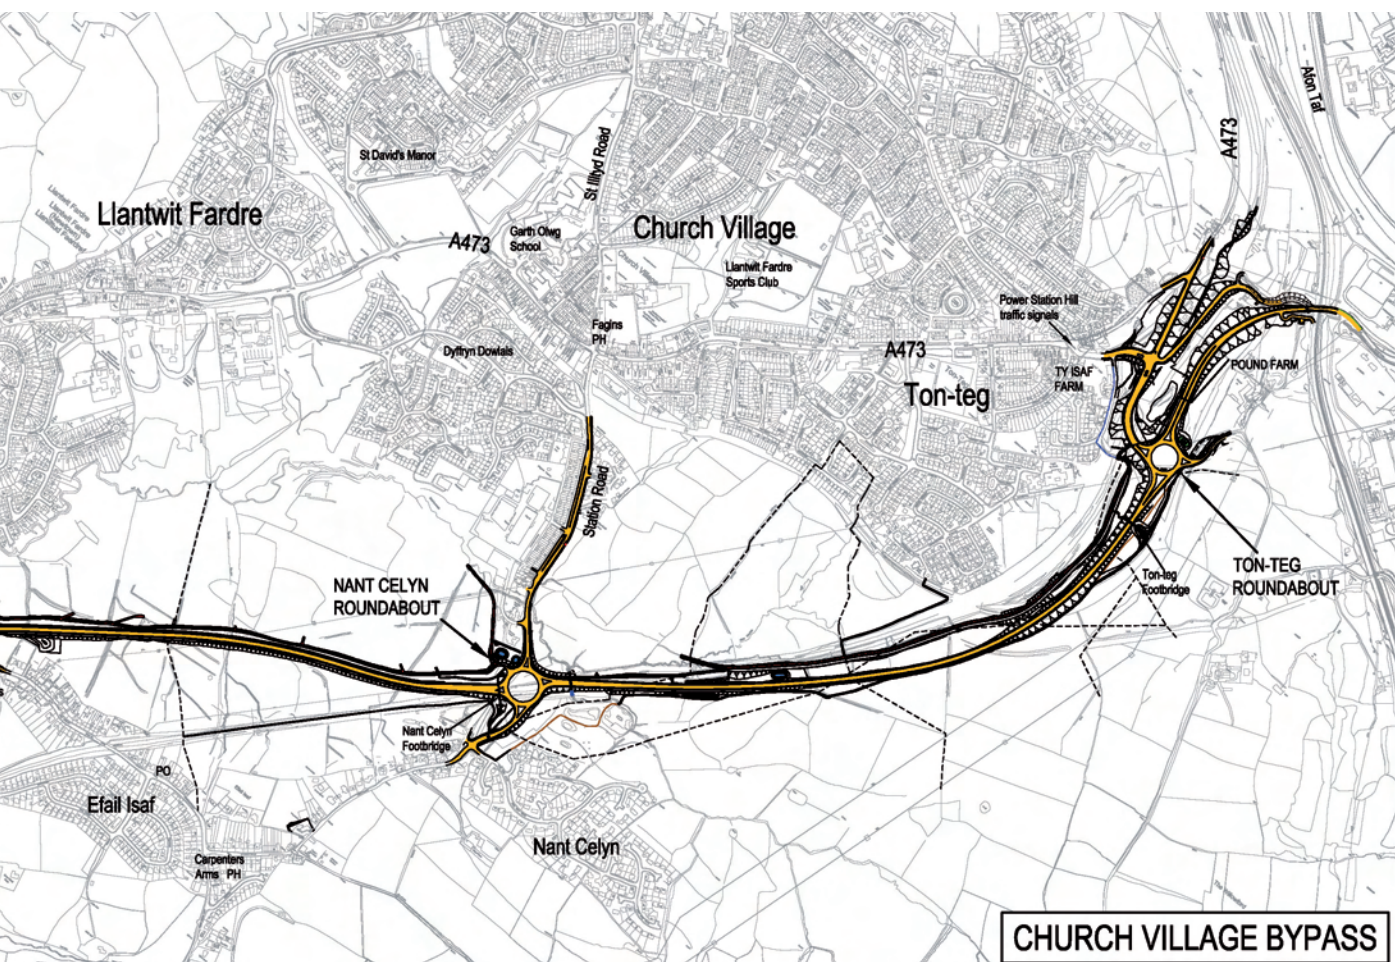 Afon Taf
A473
St David's Manor
St Illtyd Road
Llantwit Fardre
Church Village
A473
Garth Olwg
School
Llantwit Fardre
Sports Club
Power Station Hill
traffic signals
Fagins
PH
Dyffryn Dowlais
A473
TY ISAF
FARM
POUND FARM
Ton-teg
Station Road
NANT CELYN
ROUNDABOUT
Ton-teg
Footbridge
TON-TEG
ROUNDABOUT
Nant Celyn
Footbridge
PO
Efail Isaf
Nant Celyn
Carpenters
Arms PH
CHURCH VILLAGE BYPASS